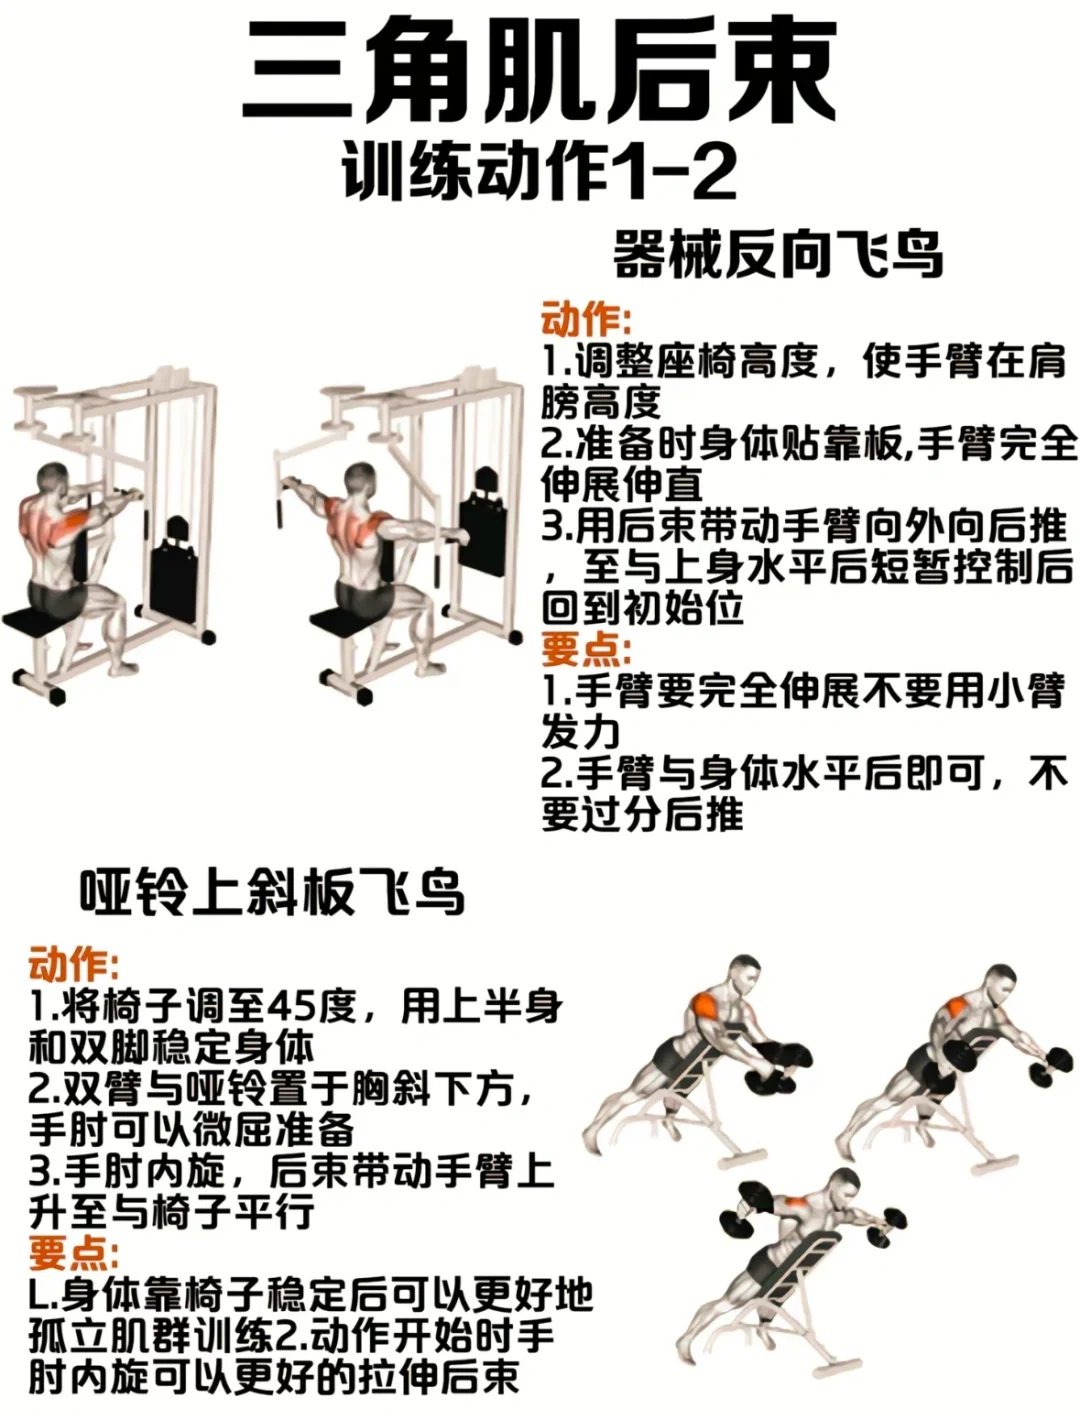 三角肌后束
训练动作1-2
器械反向飞鸟
动作:
1.调整座椅高度，使手臂在肩
膀高度
2.准备时身体贴靠板,手臂完全
伸展伸直
3.用后束带动手臂向外向后推
，至与上身水平后短暂控制后
回到初始位
要点:
1.手臂要完全伸展不要用小臂
发力
2.手臂与身体水平后即可，不
要过分后推
哑铃上斜板飞鸟
动作:
1.将椅子调至45度，用上半身
和双脚稳定身体
2.双臂与哑铃置于胸斜下方，
手肘可以微屈准备
3.手肘内旋，后束带动手臂上
升至与椅子平行
要点:
L.身体靠椅子稳定后可以更好地
孤立肌群训练2.动作开始时手
肘内旋可以更好的拉伸后束